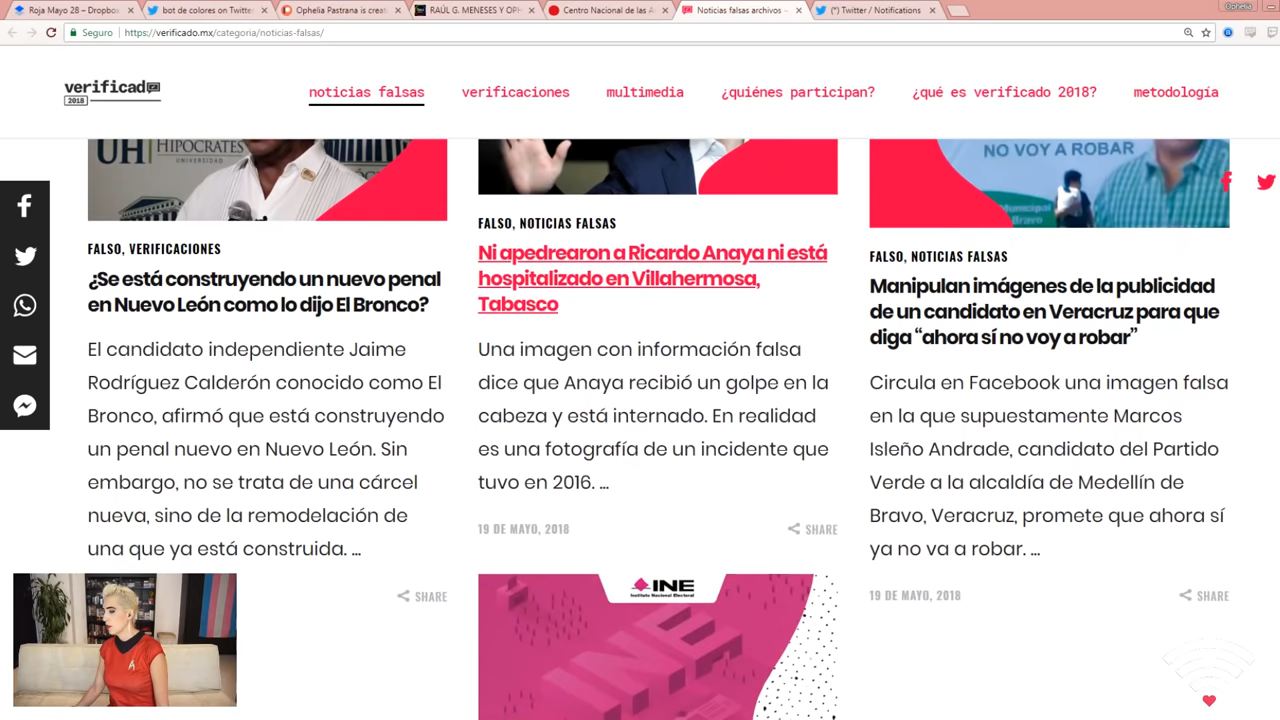 Roja Mayo 28 – Dropbox
bot de colores on Twitter
Ophelia Pastrana is creati
RAÚL G. MENESES Y OPH
Centro Nacional de las A
Noticias falsas archivos –
(*) Twitter / Notifications
Ophelia
Seguro
https://verificado.mx/categoria/noticias-falsas/
verificado
2018
noticias falsas
verificaciones
multimedia
¿quiénes participan?
¿qué es verificado 2018?
metodología
UH HIPOCRATES
UNIVERSIDAD
NO VOY A ROBAR
Municipal
Bravo
FALSO, VERIFICACIONES
¿Se está construyendo un nuevo penal
en Nuevo León como lo dijo El Bronco?
El candidato independiente Jaime
Rodríguez Calderón conocido como El
Bronco, afirmó que está construyendo
un penal nuevo en Nuevo León. Sin
embargo, no se trata de una cárcel
nueva, sino de la remodelación de
una que ya está construida. ...
SHARE
FALSO, NOTICIAS FALSAS
Ni apedrearon a Ricardo Anaya ni está
hospitalizado en Villahermosa,
Tabasco
Una imagen con información falsa
dice que Anaya recibió un golpe en la
cabeza y está internado. En realidad
es una fotografía de un incidente que
tuvo en 2016. ...
19 DE MAYO, 2018
SHARE
INE
Instituto Nacional Electoral
INE
FALSO, NOTICIAS FALSAS
Manipulan imágenes de la publicidad
de un candidato en Veracruz para que
diga “ahora sí no voy a robar”
Circula en Facebook una imagen falsa
en la que supuestamente Marcos
Isleño Andrade, candidato del Partido
Verde a la alcaldía de Medellín de
Bravo, Veracruz, promete que ahora sí
ya no va a robar. ...
19 DE MAYO, 2018
SHARE